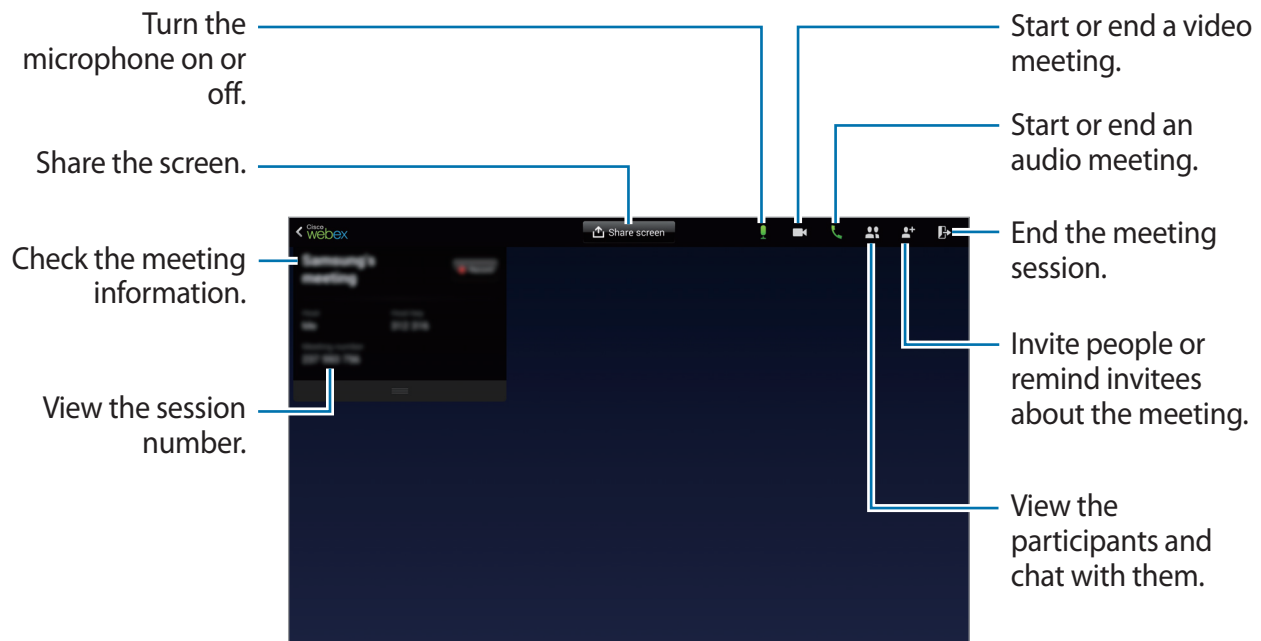 Turn the
microphone on or
off.
Share the screen.
Check the meeting
information.
View the session
number.
Start or end a video
meeting.
Start or end an
audio meeting.
End the meeting
session.
Invite people or
remind invitees
about the meeting.
View the
participants and
chat with them.
Cisco
webex
Share screen
Samsung's
meeting